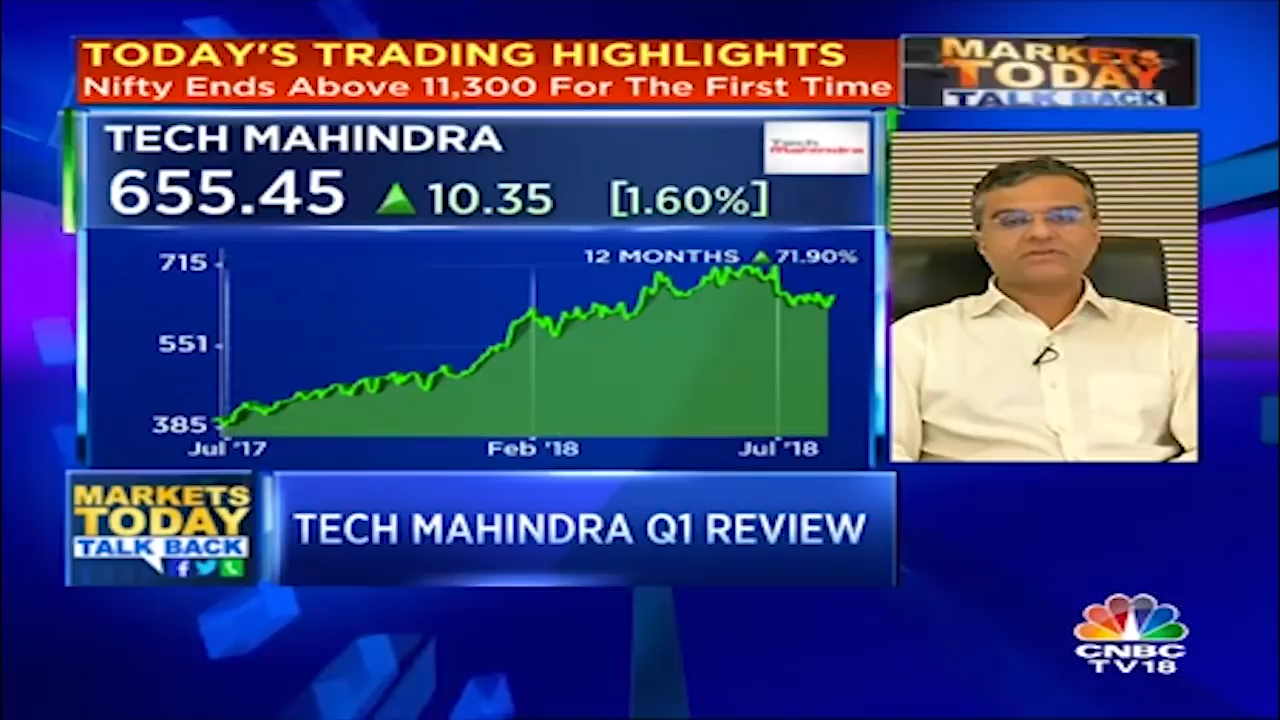 TODAY'S TRADING HIGHLIGHTS
Nifty Ends Above 11,300 For The First Time
MARKETS
TODAY
TALK BACK
TECH MAHINDRA
Tech
Mahindra
655.45 ▲ 10.35 [1.60%]
12 MONTHS ▲ 71.90%
715
551
385
Jul '17 Feb '18 Jul '18
MARKETS
TODAY
TALK BACK
TECH MAHINDRA Q1 REVIEW
CNBC
TV18